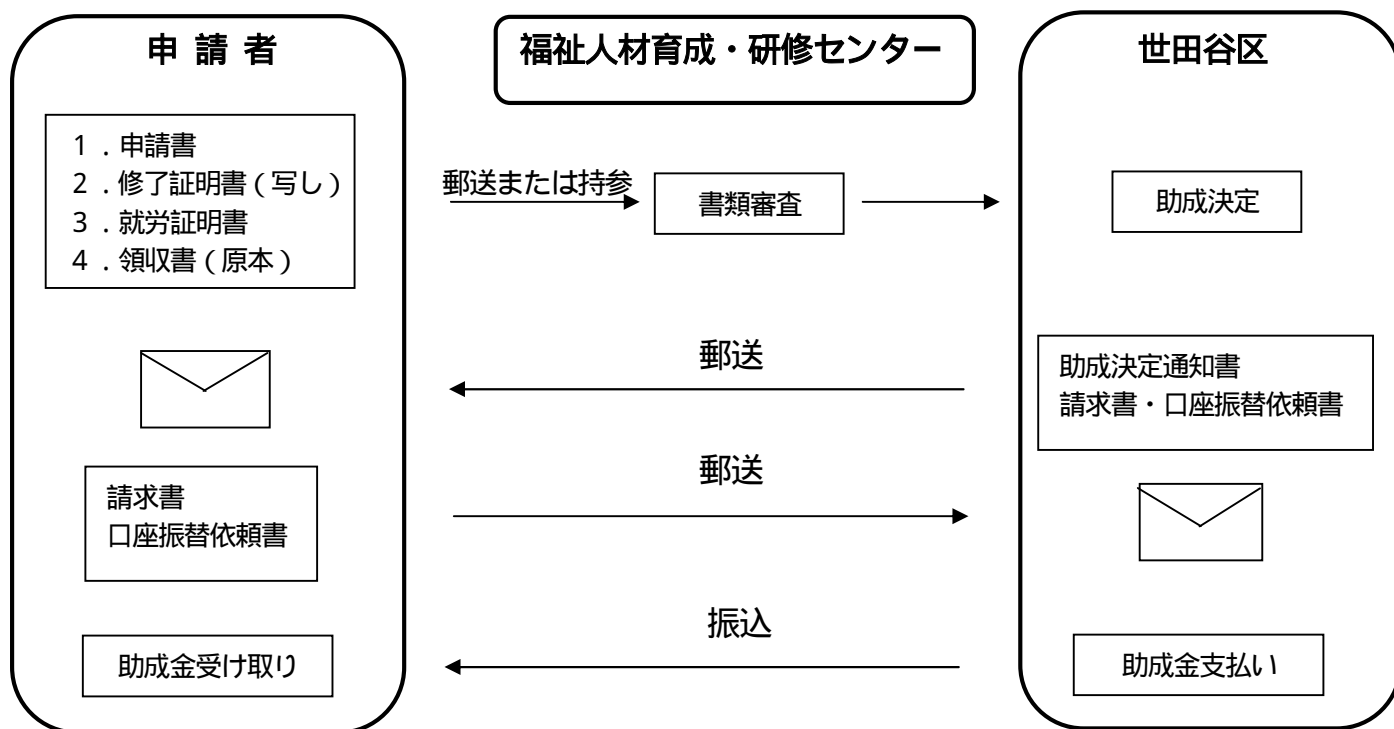 申 請 者
福祉人材育成・研修センター
世田谷区
1．申請書
2．修了証明書(写し)
3．就労証明書
4．領収書(原本)
郵送または持参
書類審査
助成決定
郵送
助成決定通知書
請求書・口座振替依頼書
郵送
請求書
口座振替依頼書
振込
助成金受け取り
助成金支払い